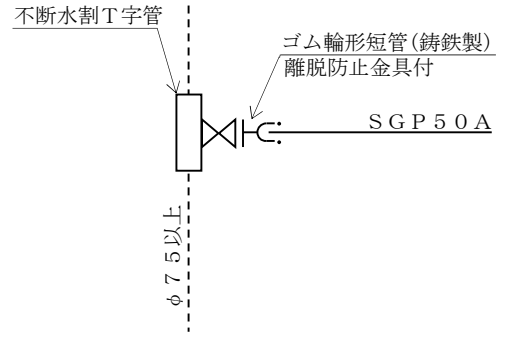 不断水割Ｔ字管
ゴム輪形短管(鋳鉄製)
離脱防止金具付
ＳＧＰ５０Ａ
φ７５以上